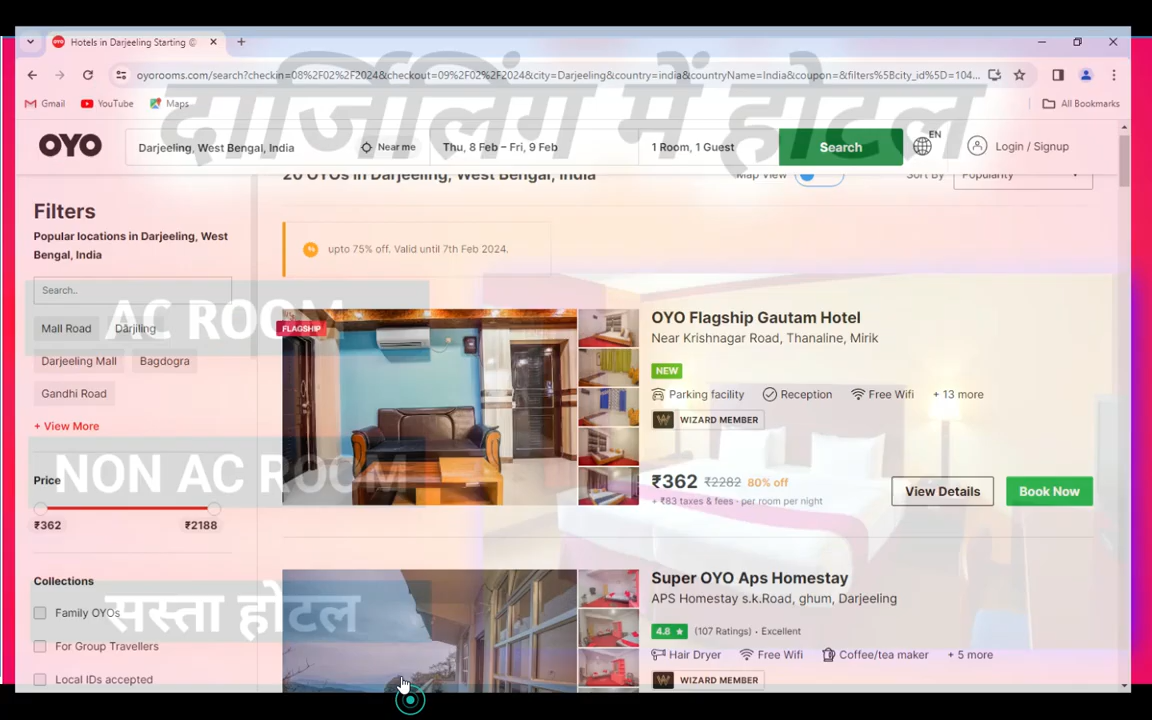 Hotels in Darjeeling Starting ©
oyorooms.com/search?checkin=08%2F02%2F2024&checkout=09%2F02%2F2024&city=Darjeeling&country=india&countryName=India&coupon=&filters%5Bcity_id%5D=104...
Gmail YouTube Maps All Bookmarks
दार्जिलिंग में होटल
OYO Darjeeling, West Bengal, India Near me Thu, 8 Feb – Fri, 9 Feb 1 Room, 1 Guest Search EN Login / Signup
20 OYOs in Darjeeling, West Bengal, India Map View Sort By Popularity
Filters
Popular locations in Darjeeling, West
Bengal, India
Search..
Mall Road Darjiling
Darjeeling Mall Bagdogra
Gandhi Road
+ View More
AC ROOM
Price
₹362 ₹2188
NON AC ROOM
Collections
Family OYOs
For Group Travellers
Local IDs accepted
सस्ता होटल
upto 75% off. Valid until 7th Feb 2024.
FLAGSHIP
OYO Flagship Gautam Hotel
Near Krishnagar Road, Thanaline, Mirik
NEW
Parking facility Reception Free Wifi + 13 more
WIZARD MEMBER
₹362 ₹2282 80% off
+ ₹83 taxes & fees · per room per night
View Details Book Now
Super OYO Aps Homestay
APS Homestay s.k.Road, ghum, Darjeeling
4.8 ★ (107 Ratings) · Excellent
Hair Dryer Free Wifi Coffee/tea maker + 5 more
WIZARD MEMBER